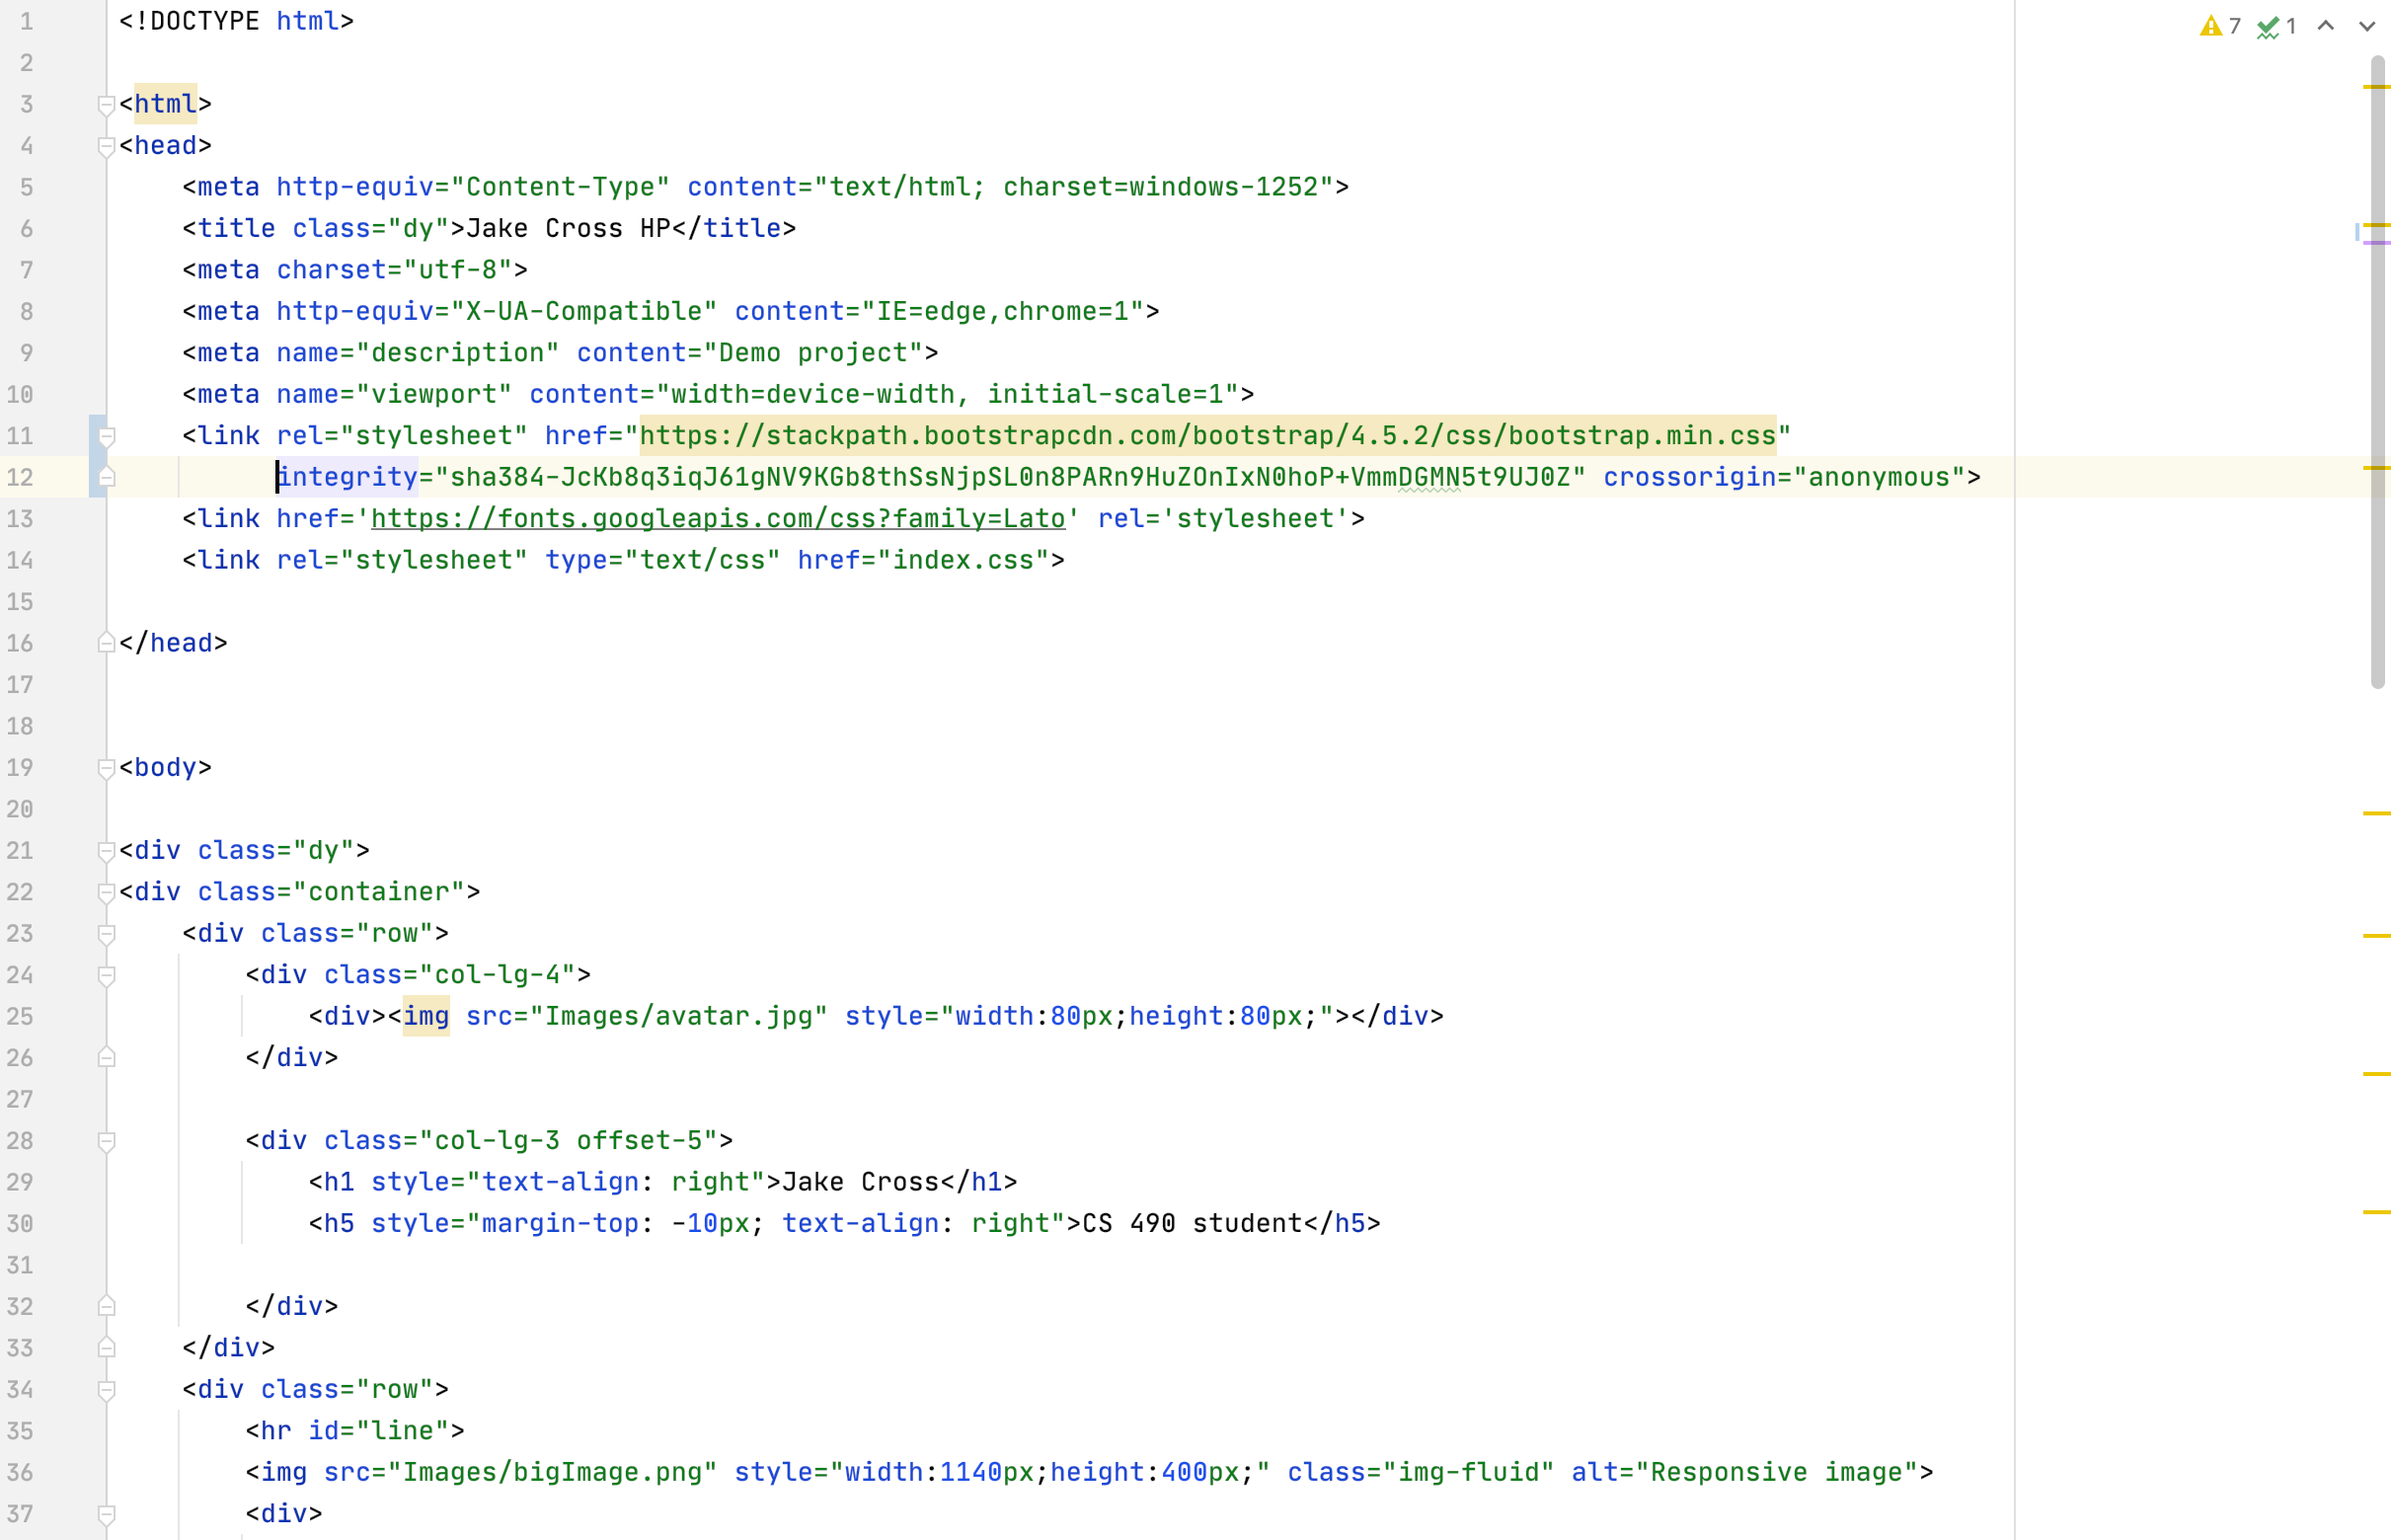 7 1
1 <!DOCTYPE html>
2
3 <html>
4 <head>
5 <meta http-equiv="Content-Type" content="text/html; charset=windows-1252">
6 <title class="dy">Jake Cross HP</title>
7 <meta charset="utf-8">
8 <meta http-equiv="X-UA-Compatible" content="IE=edge,chrome=1">
9 <meta name="description" content="Demo project">
10 <meta name="viewport" content="width=device-width, initial-scale=1">
11 <link rel="stylesheet" href="https://stackpath.bootstrapcdn.com/bootstrap/4.5.2/css/bootstrap.min.css"
12 integrity="sha384-JcKb8q3iqJ61gNV9KGb8thSsNjpSL0n8PARn9HuZOnIxN0hoP+VmmDGMN5t9UJ0Z" crossorigin="anonymous">
13 <link href='https://fonts.googleapis.com/css?family=Lato' rel='stylesheet'>
14 <link rel="stylesheet" type="text/css" href="index.css">
15
16 </head>
17
18
19 <body>
20
21 <div class="dy">
22 <div class="container">
23 <div class="row">
24 <div class="col-lg-4">
25 <div><img src="Images/avatar.jpg" style="width:80px;height:80px;"></div>
26 </div>
27
28 <div class="col-lg-3 offset-5">
29 <h1 style="text-align: right">Jake Cross</h1>
30 <h5 style="margin-top: -10px; text-align: right">CS 490 student</h5>
31
32 </div>
33 </div>
34 <div class="row">
35 <hr id="line">
36 <img src="Images/bigImage.png" style="width:1140px;height:400px;" class="img-fluid" alt="Responsive image">
37 <div>